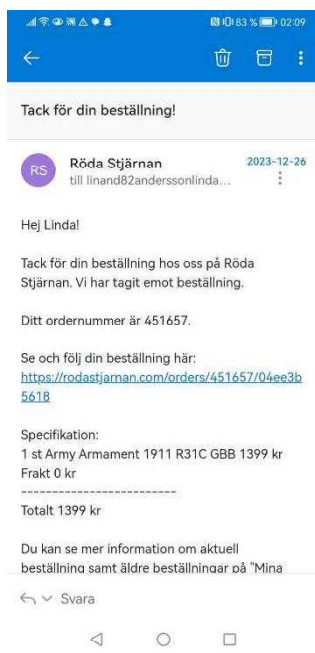 83 % 02:09
Tack för din beställning!
RS
Röda Stjärnan
2023-12-26
till linand82anderssonlinda...
Hej Linda!
Tack för din beställning hos oss på Röda
Stjärnan. Vi har tagit emot beställning.
Ditt ordernummer är 451657.
Se och följ din beställning här:
https://rodastjarnan.com/orders/451657/04ee3b
5618
Specifikation:
1 st Army Armament 1911 R31C GBB 1399 kr
Frakt 0 kr
--------------------------
Totalt 1399 kr
Du kan se mer information om aktuell
beställning samt äldre beställningar på "Mina
Svara